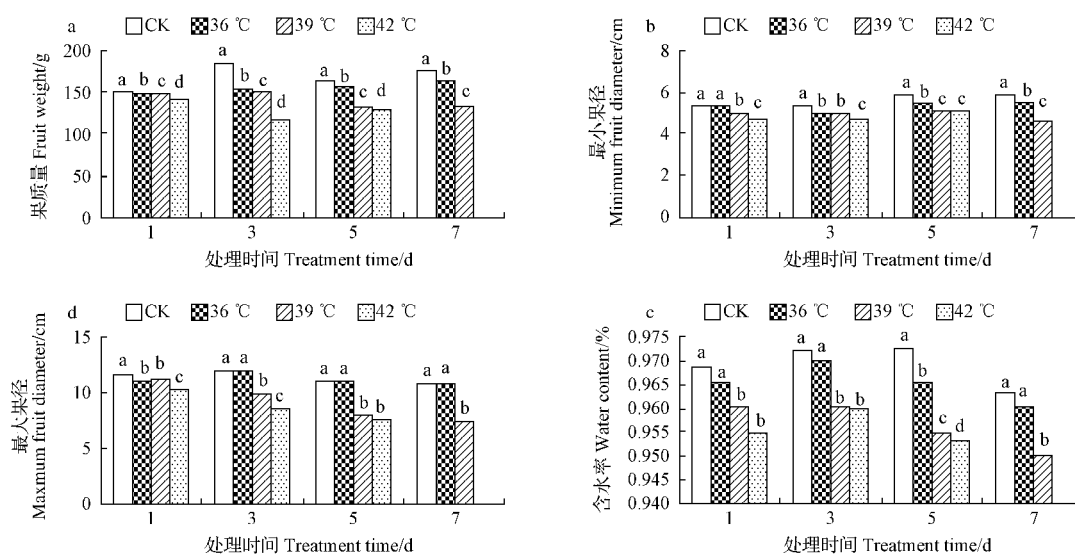 a
CK 36 ℃ 39 ℃ 42 ℃
果质量 Fruit weight/g
200
150
100
50
0
a b c d
a b c d
a b c c
a b c
1 3 5 7
处理时间 Treatment time/d
b
CK 36 ℃ 39 ℃ 42 ℃
最小果径
Minimum fruit diameter/cm
8
6
4
2
0
a a b c
a b b c
a b c c
a b c
1 3 5 7
处理时间 Treatment time/d
d
CK 36 ℃ 39 ℃ 42 ℃
最大果径
Maxmum fruit diameter/cm
15
10
5
0
a b b c
a a b c
a a b b
a a b
1 3 5 7
处理时间 Treatment time/d
c
CK 36 ℃ 39 ℃ 42 ℃
含水率 Water content/%
0.975
0.970
0.965
0.960
0.955
0.950
0.945
0.940
a a b b
a a b b
a b c d
a a b
1 3 5 7
处理时间 Treatment time/d